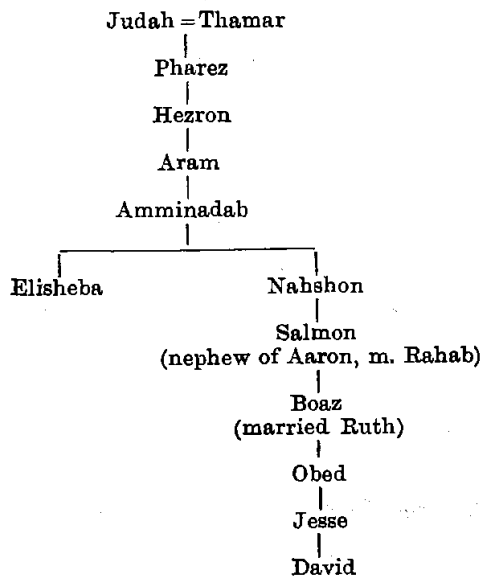 Judah = Thamar
Pharez
Hezron
Aram
Amminadab
Elisheba Nahshon
Salmon
(nephew of Aaron, m. Rahab)
Boaz
(married Ruth)
Obed
Jesse
David